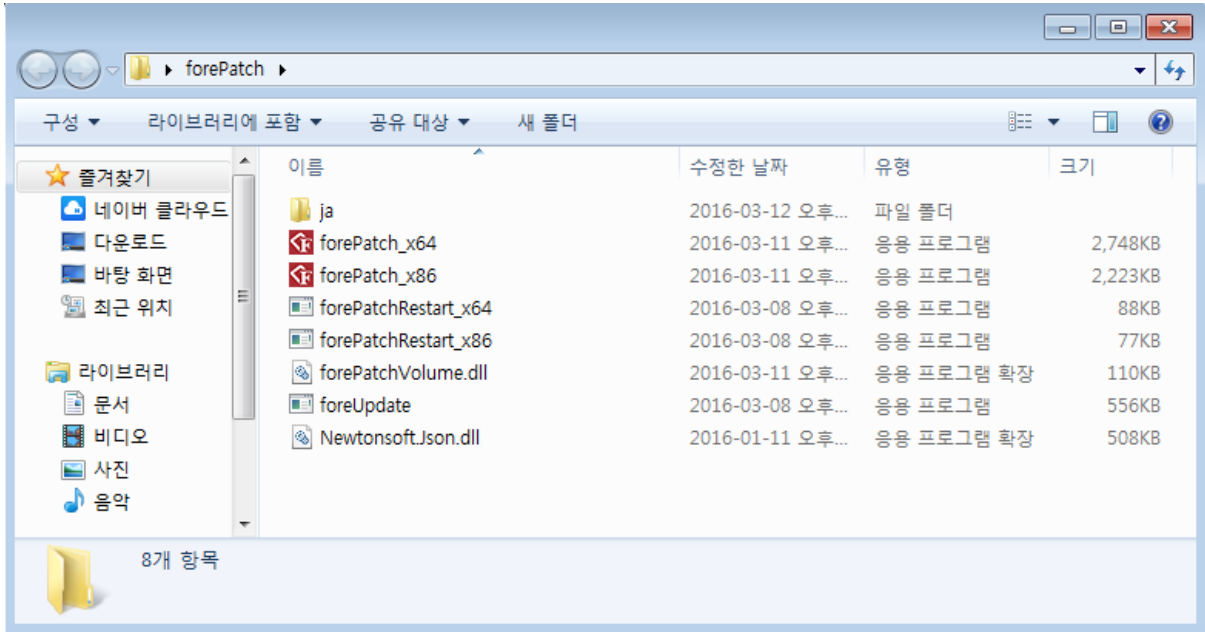 forePatch
구성 라이브러리에 포함 공유 대상 새 폴더
즐겨찾기
네이버 클라우드
다운로드
바탕 화면
최근 위치
라이브러리
문서
비디오
사진
음악
이름 수정한 날짜 유형 크기
ja 2016-03-12 오후... 파일 폴더
forePatch_x64 2016-03-11 오후... 응용 프로그램 2,748KB
forePatch_x86 2016-03-11 오후... 응용 프로그램 2,223KB
forePatchRestart_x64 2016-03-08 오후... 응용 프로그램 88KB
forePatchRestart_x86 2016-03-08 오후... 응용 프로그램 77KB
forePatchVolume.dll 2016-03-11 오후... 응용 프로그램 확장 110KB
foreUpdate 2016-03-08 오후... 응용 프로그램 556KB
Newtonsoft.Json.dll 2016-01-11 오후... 응용 프로그램 확장 508KB
8개 항목